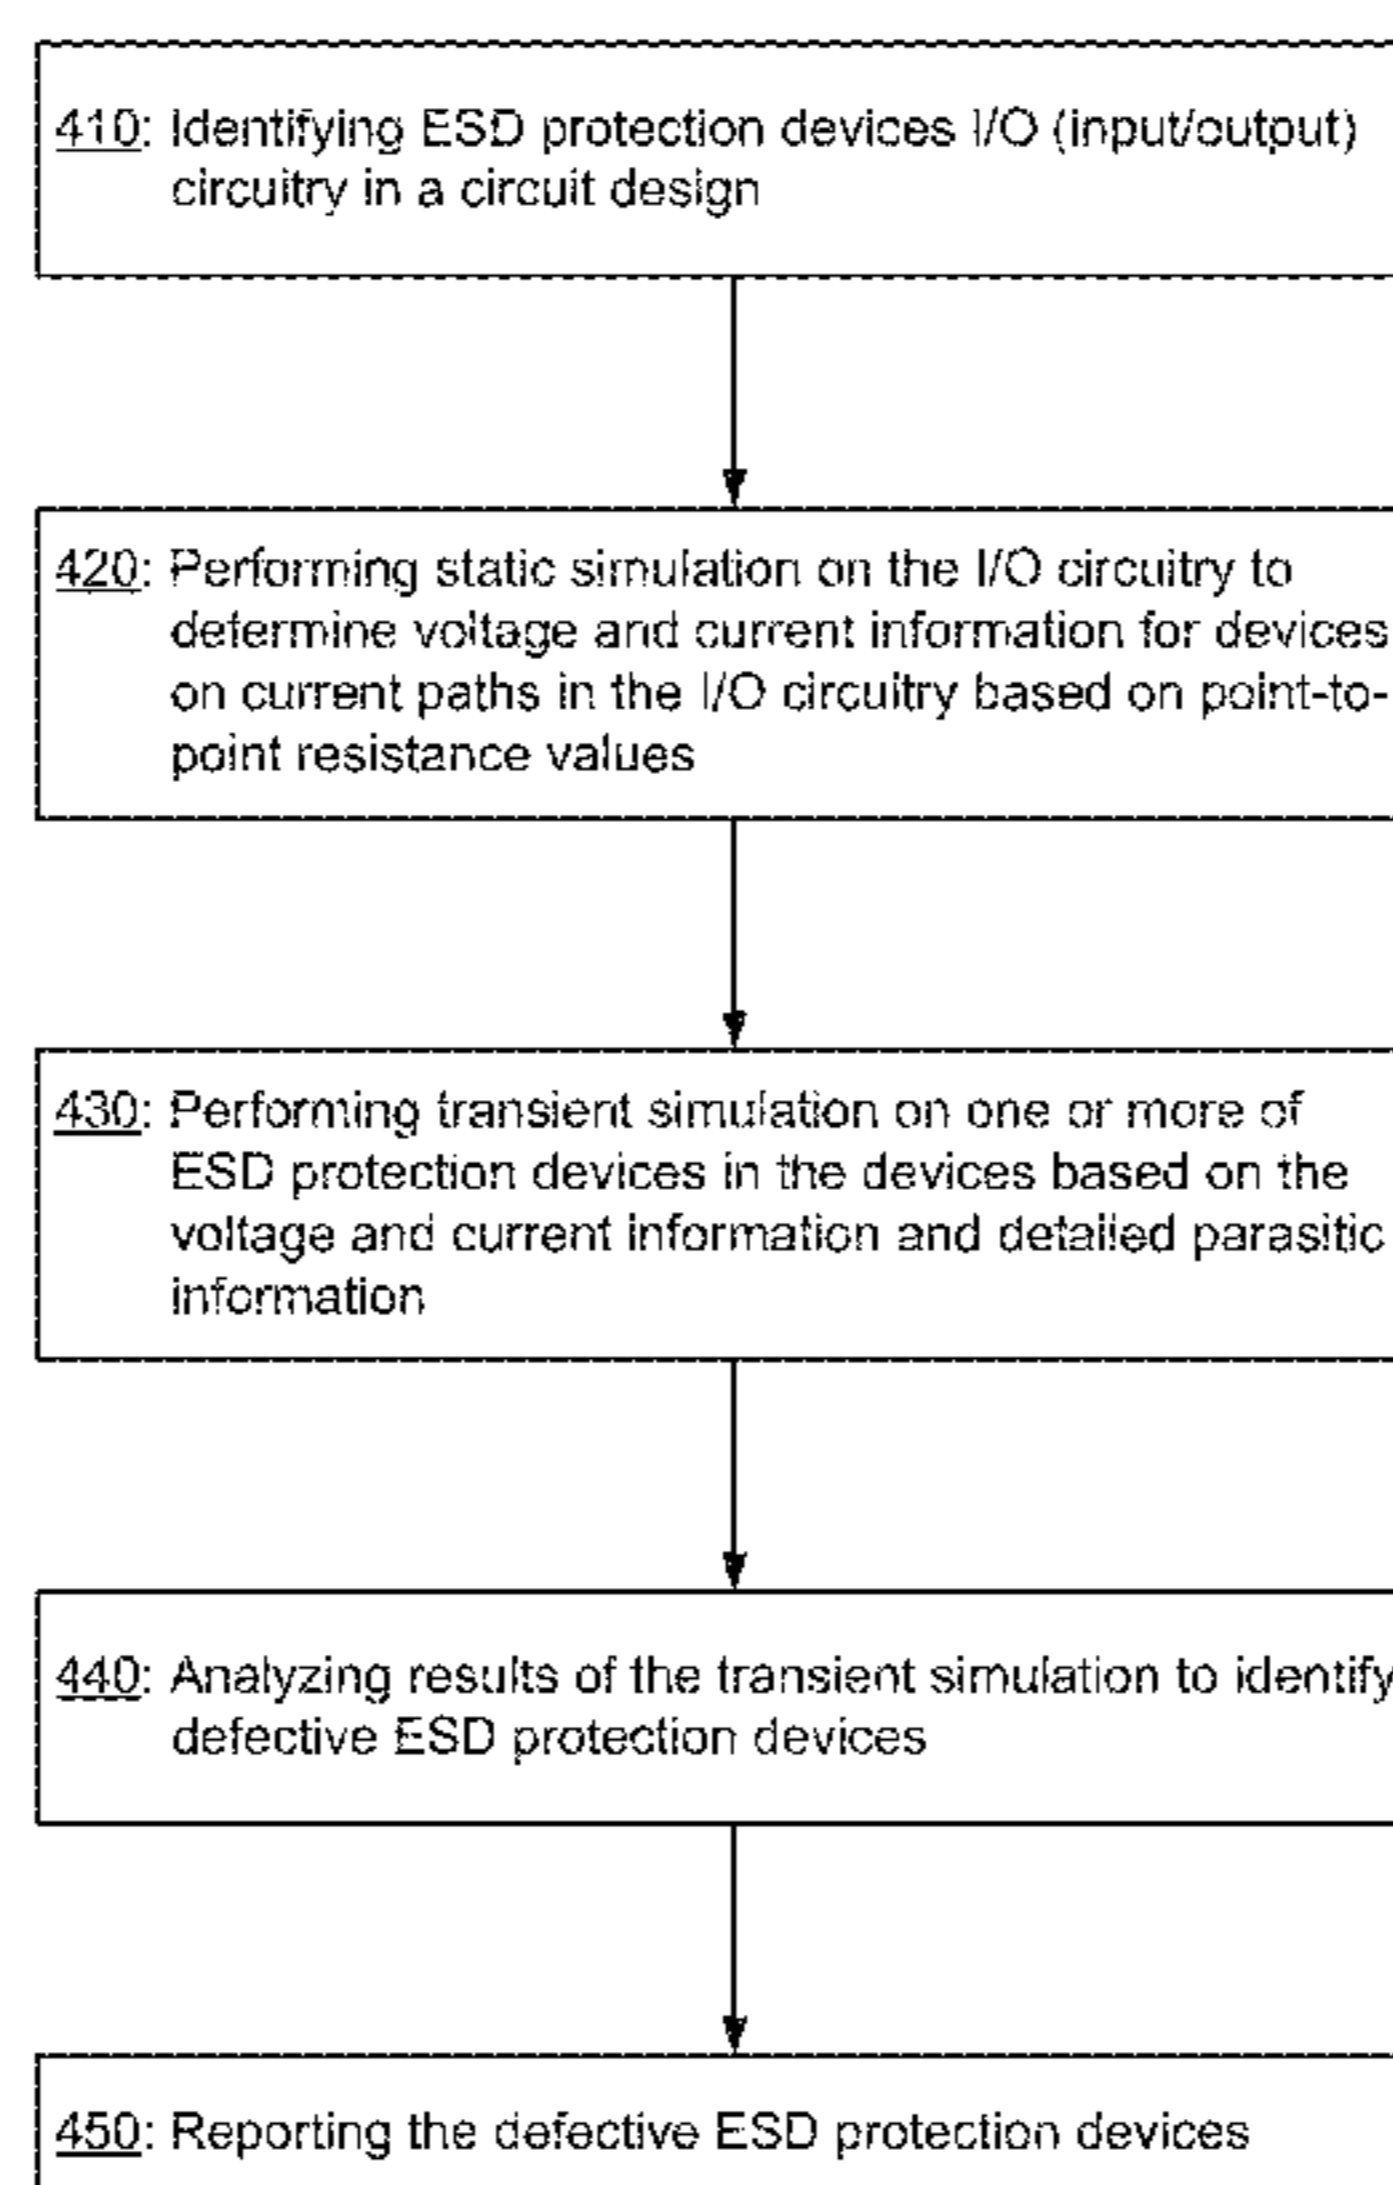 410: Identifying ESD protection devices I/O (input/output)
circuitry in a circuit design
420: Performing static simulation on the I/O circuitry to
determine voltage and current information for devices
on current paths in the I/O circuitry based on point-to-
point resistance values
430: Performing transient simulation on one or more of
ESD protection devices in the devices based on the
voltage and current information and detailed parasitic
information
440: Analyzing results of the transient simulation to identify
defective ESD protection devices
450: Reporting the defective ESD protection devices